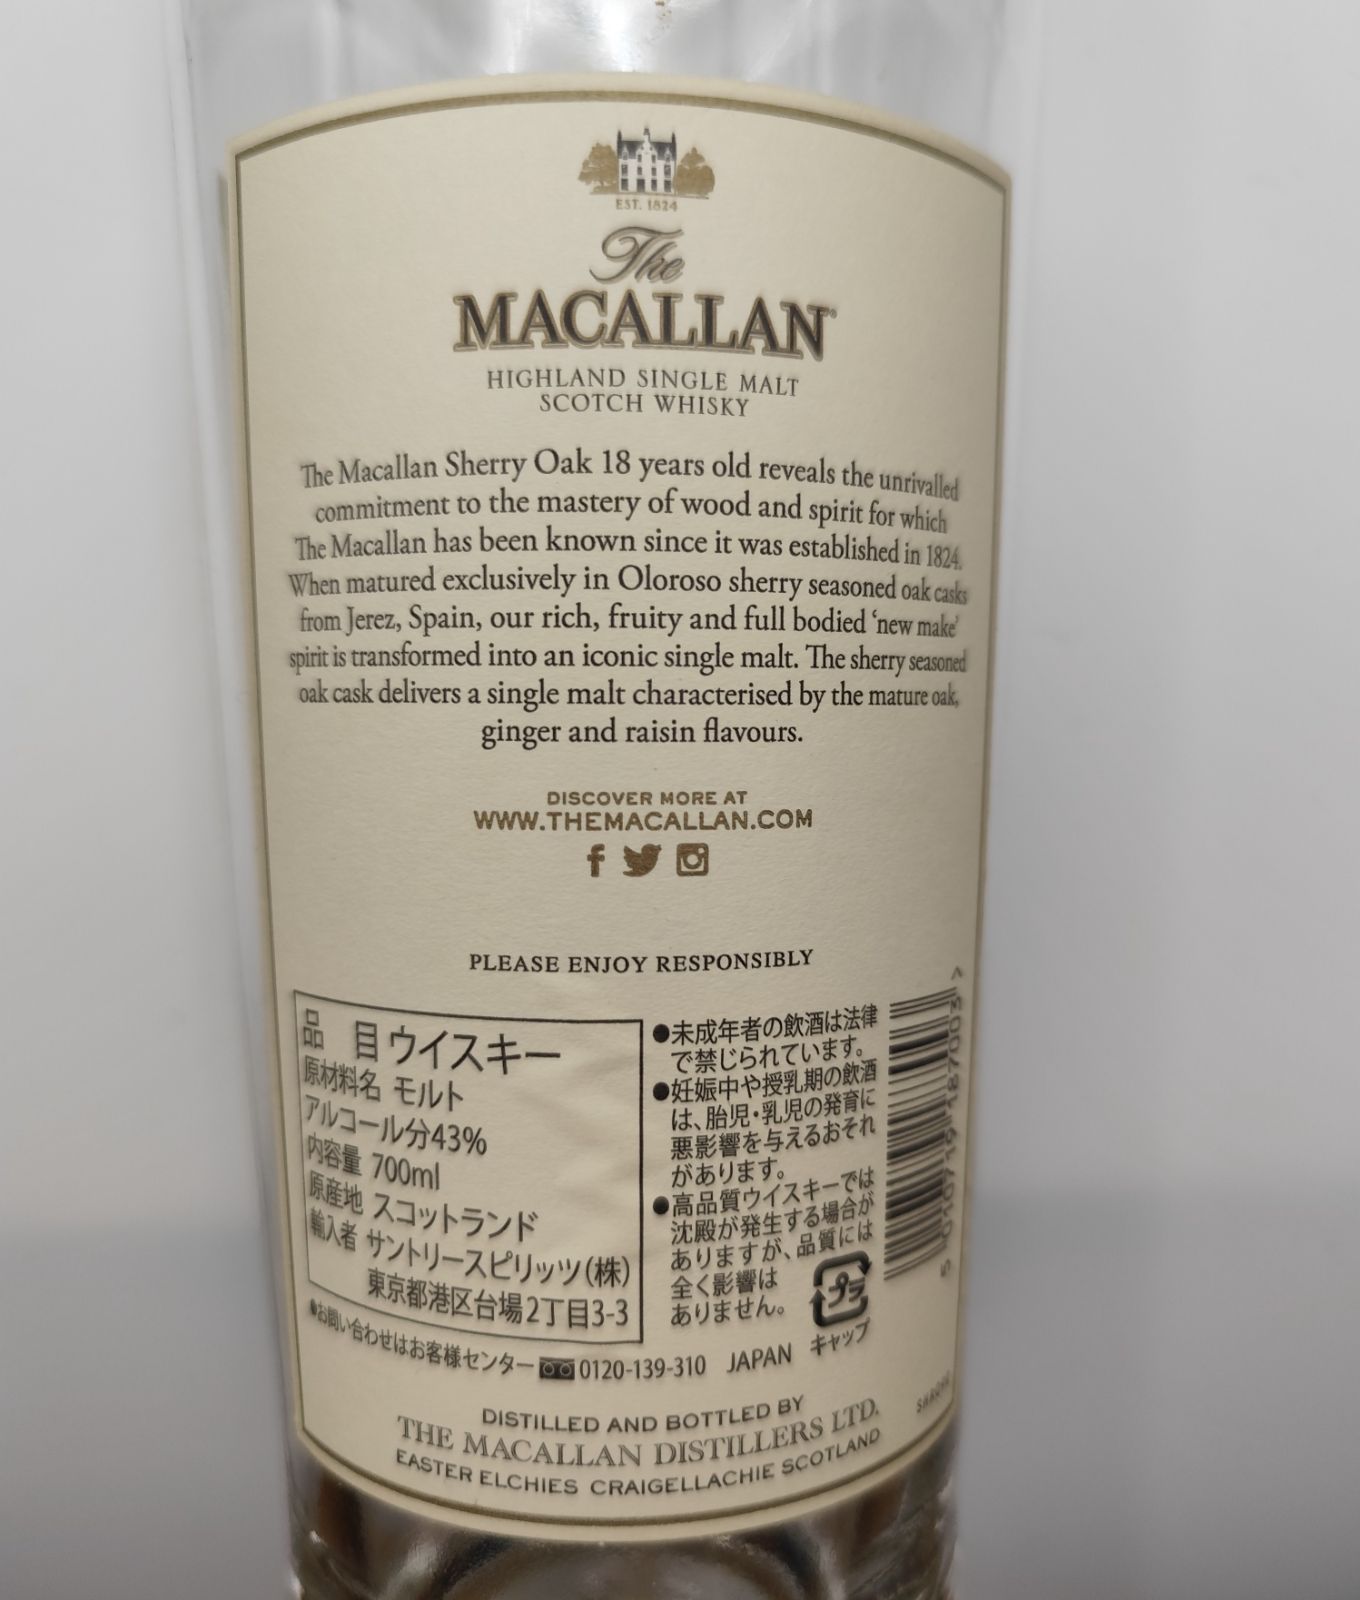 EST. 1824
The
MACALLAN
HIGHLAND SINGLE MALT
SCOTCH WHISKY
The Macallan Sherry Oak 18 years old reveals the unrivalled
commitment to the mastery of wood and spirit for which
The Macallan has been known since it was established in 1824.
When matured exclusively in Oloroso sherry seasoned oak casks
from Jerez, Spain, our rich, fruity and full bodied ‘new make’
spirit is transformed into an iconic single malt. The sherry seasoned
oak cask delivers a single malt characterised by the mature oak,
ginger and raisin flavours.
DISCOVER MORE AT
WWW.THEMACALLAN.COM
PLEASE ENJOY RESPONSIBLY
品 目 ウイスキー
原材料名 モルト
アルコール分43%
内容量 700ml
原産地 スコットランド
輸入者 サントリースピリッツ(株)
東京都港区台場2丁目3-3
●未成年者の飲酒は法律
で禁じられています。
●妊娠中や授乳期の飲酒
は、胎児・乳児の発育に
悪影響を与えるおそれ
があります。
●高品質ウイスキーでは
沈殿が発生する場合が
ありますが、品質には
全く影響は
ありません。
プラ
キャップ
5 010719 187003 >
●お問い合わせはお客様センター 0120-139-310 JAPAN
DISTILLED AND BOTTLED BY
THE MACALLAN DISTILLERS LTD.
EASTER ELCHIES CRAIGELLACHIE SCOTLAND